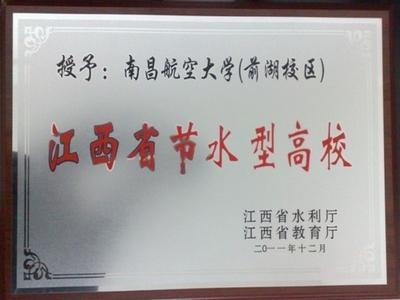 授予：南昌航空大学(前湖校区)
江西省节水型高校
江西省水利厅
江西省教育厅
二〇一一年十二月